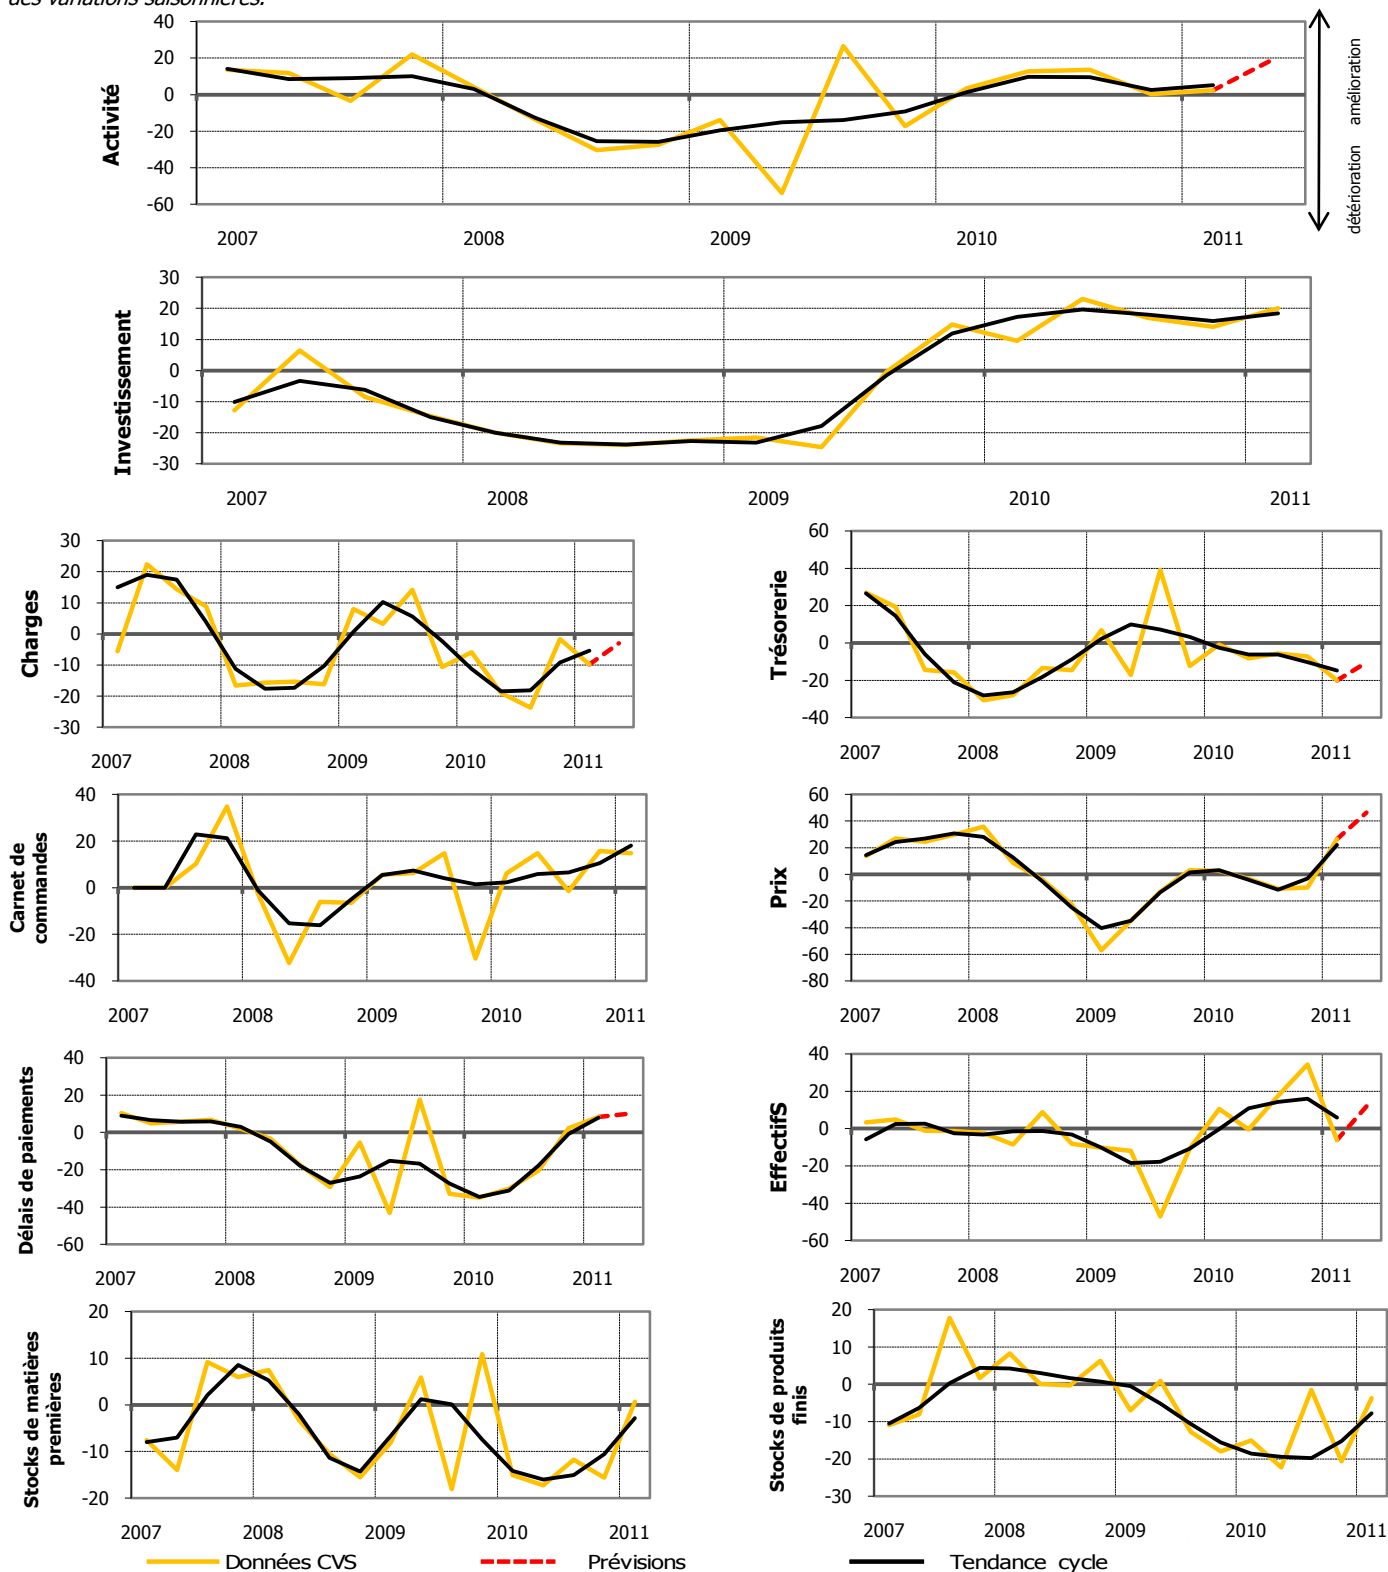 des variations saisonnières.
Activité
40
20
0
-20
-40
-60
2007 2008 2009 2010 2011
amélioration
détérioration
Investissement
30
20
10
0
-10
-20
-30
2007 2008 2009 2010 2011
Charges
30
20
10
0
-10
-20
-30
2007 2008 2009 2010 2011
Trésorerie
60
40
20
0
-20
-40
2007 2008 2009 2010 2011
Carnet de
commandes
40
20
0
-20
-40
2007 2008 2009 2010 2011
Prix
60
40
20
0
-20
-40
-60
-80
2007 2008 2009 2010 2011
Délais de paiements
40
20
0
-20
-40
-60
2007 2008 2009 2010 2011
EffectifS
40
20
0
-20
-40
-60
2007 2008 2009 2010 2011
Stocks de matières
premières
20
10
0
-10
-20
2007 2008 2009 2010 2011
Stocks de produits
finis
20
10
0
-10
-20
-30
2007 2008 2009 2010 2011
Données CVS Prévisions Tendance cycle